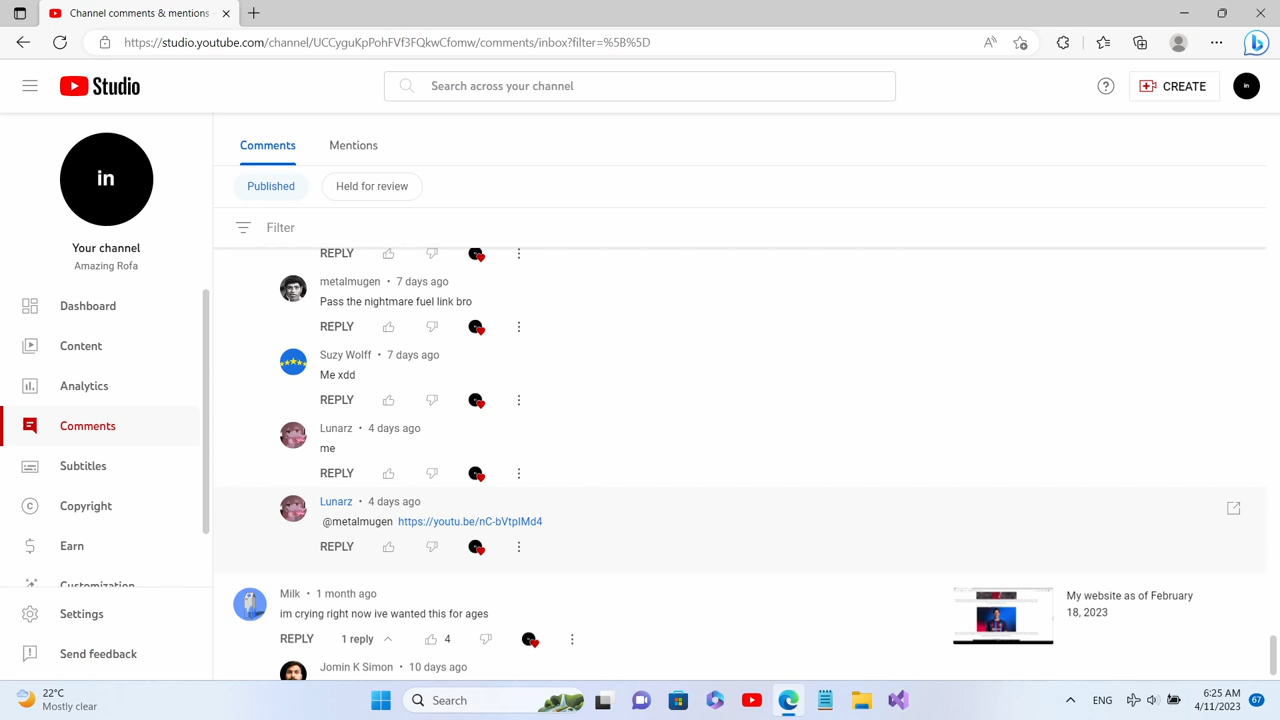 Channel comments & mentions -
https://studio.youtube.com/channel/UCCyguKpPohFVf3FQkwCfomw/comments/inbox?filter=%5B%5D
Studio
Search across your channel
CREATE
in
in
Your channel
Amazing Rofa
Dashboard
Content
Analytics
Comments
Subtitles
Copyright
Earn
Customization
Settings
Send feedback
Comments
Mentions
Published
Held for review
Filter
REPLY
metalmugen • 7 days ago
Pass the nightmare fuel link bro
REPLY
Suzy Wolff • 7 days ago
Me xdd
REPLY
Lunarz • 4 days ago
me
REPLY
Lunarz • 4 days ago
@metalmugen https://youtu.be/nC-bVtpIMd4
REPLY
Milk • 1 month ago
im crying right now ive wanted this for ages
REPLY 1 reply 4
My website as of February
18, 2023
Jomin K Simon • 10 days ago
22°C
Mostly clear
Search
ENG
6:25 AM
4/11/2023
67